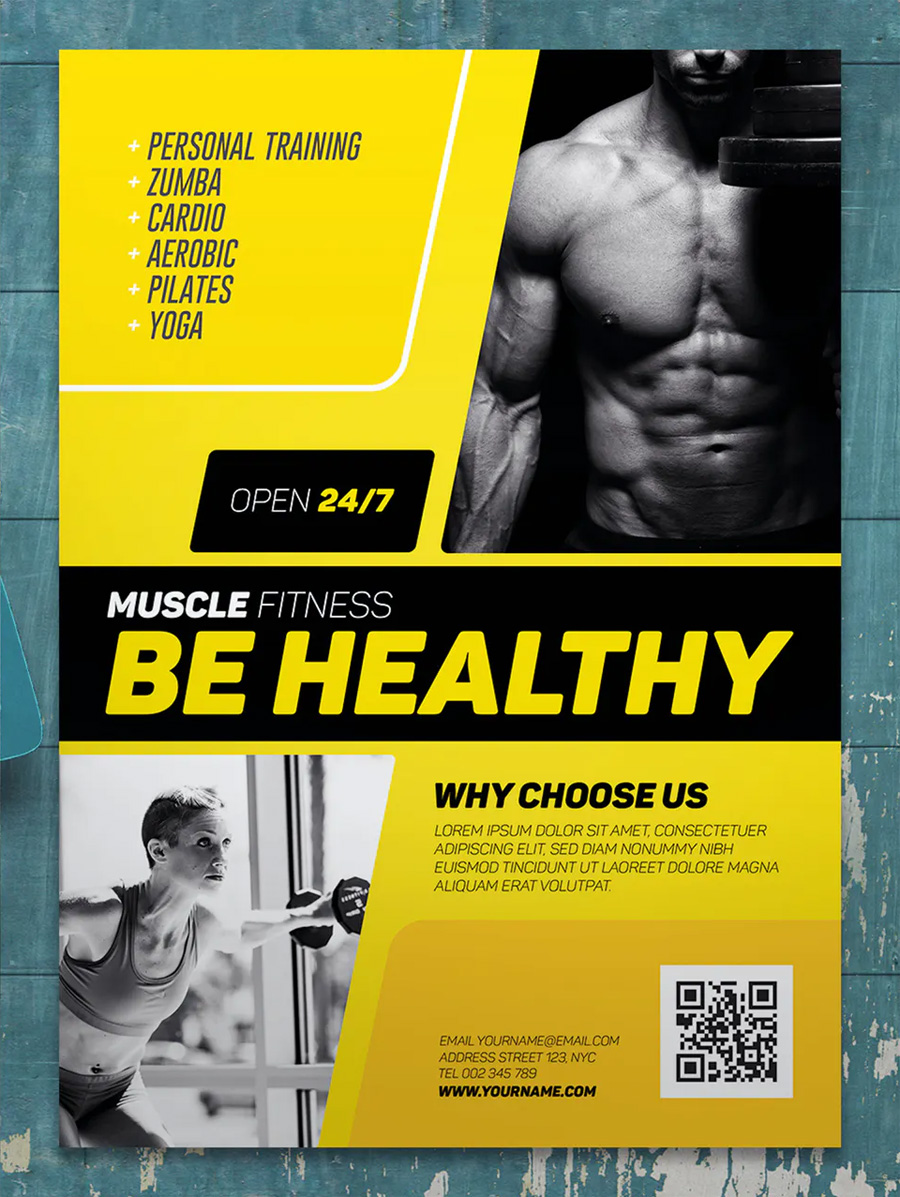 + PERSONAL TRAINING
+ ZUMBA
+ CARDIO
+ AEROBIC
+ PILATES
+ YOGA
OPEN 24/7
MUSCLE FITNESS
BE HEALTHY
WHY CHOOSE US
LOREM IPSUM DOLOR SIT AMET, CONSECTETUER
ADIPISCING ELIT, SED DIAM NONUMMY NIBH
EUISMOD TINCIDUNT UT LAOREET DOLORE MAGNA
ALIQUAM ERAT VOLUTPAT.
EMAIL YOURNAME@EMAIL.COM
ADDRESS STREET 123, NYC
TEL 002 345 789
WWW.YOURNAME.COM